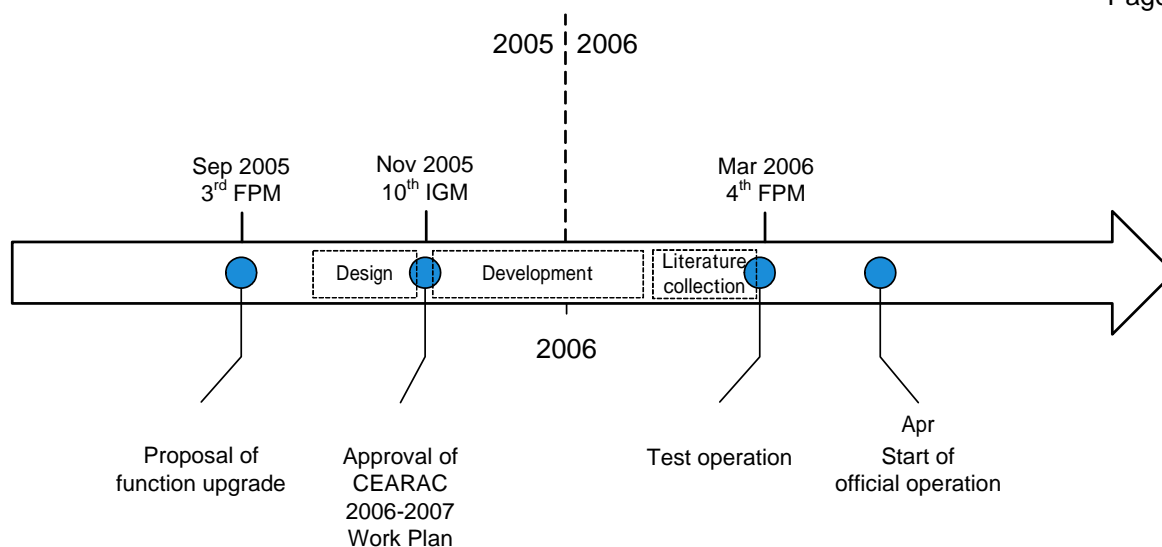 Page
2005 2006
Sep 2005
3rd FPM
Nov 2005
10th IGM
Mar 2006
4th FPM
Design
Development
Literature
collection
2006
Proposal of
function upgrade
Approval of
CEARAC
2006-2007
Work Plan
Test operation
Apr
Start of
official operation